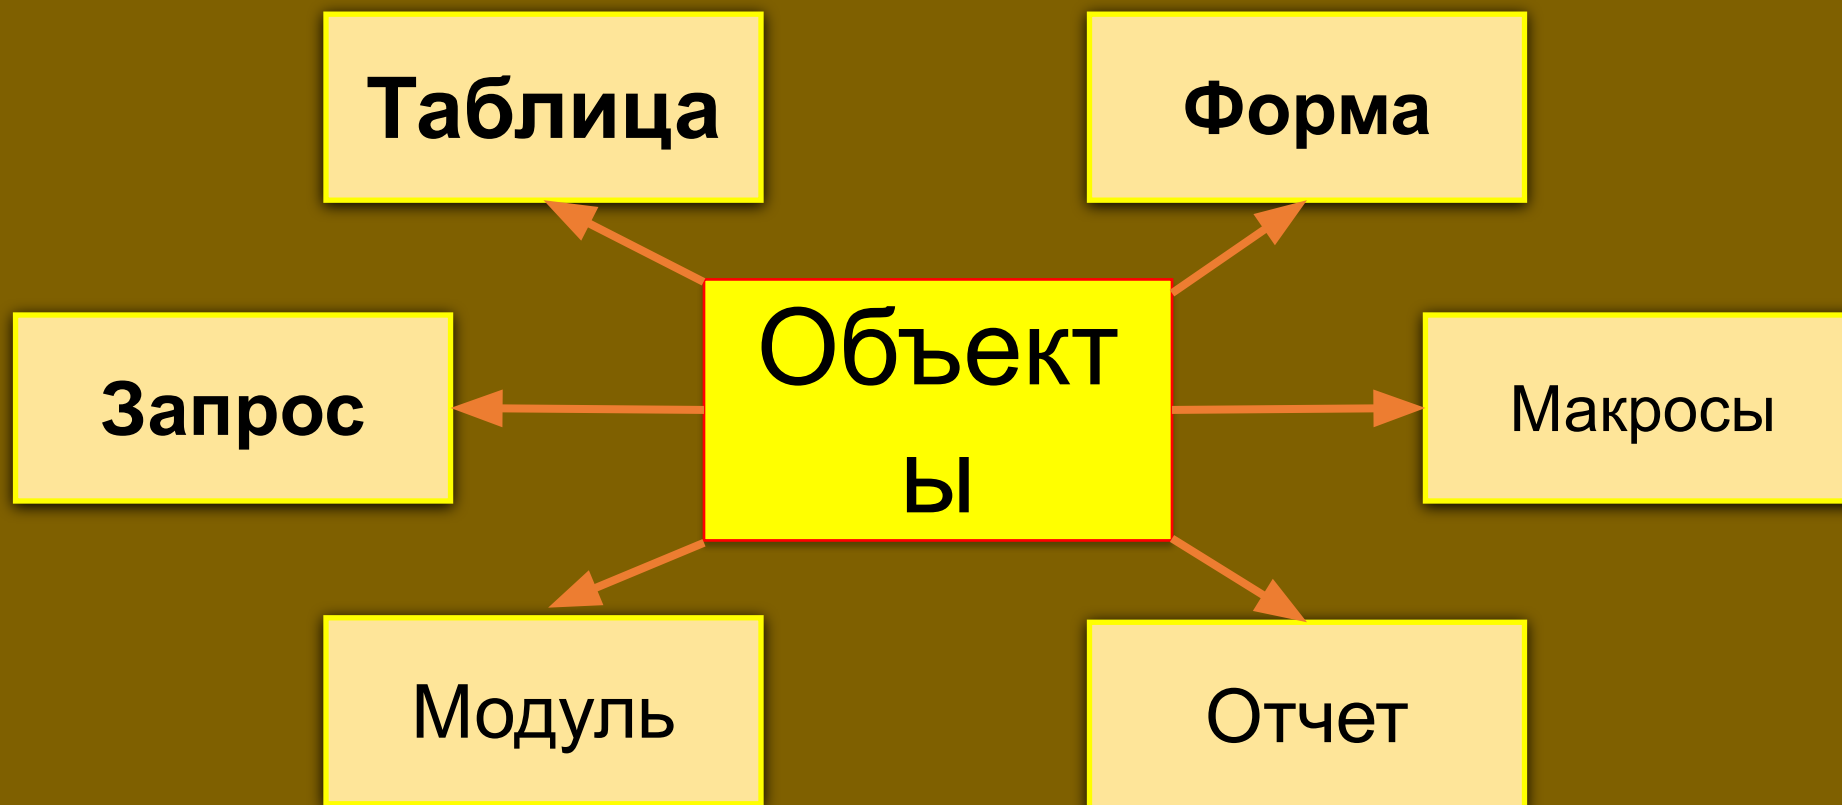 Таблица
Форма
Объект
ы
Запрос
Макросы
Модуль
Отчет